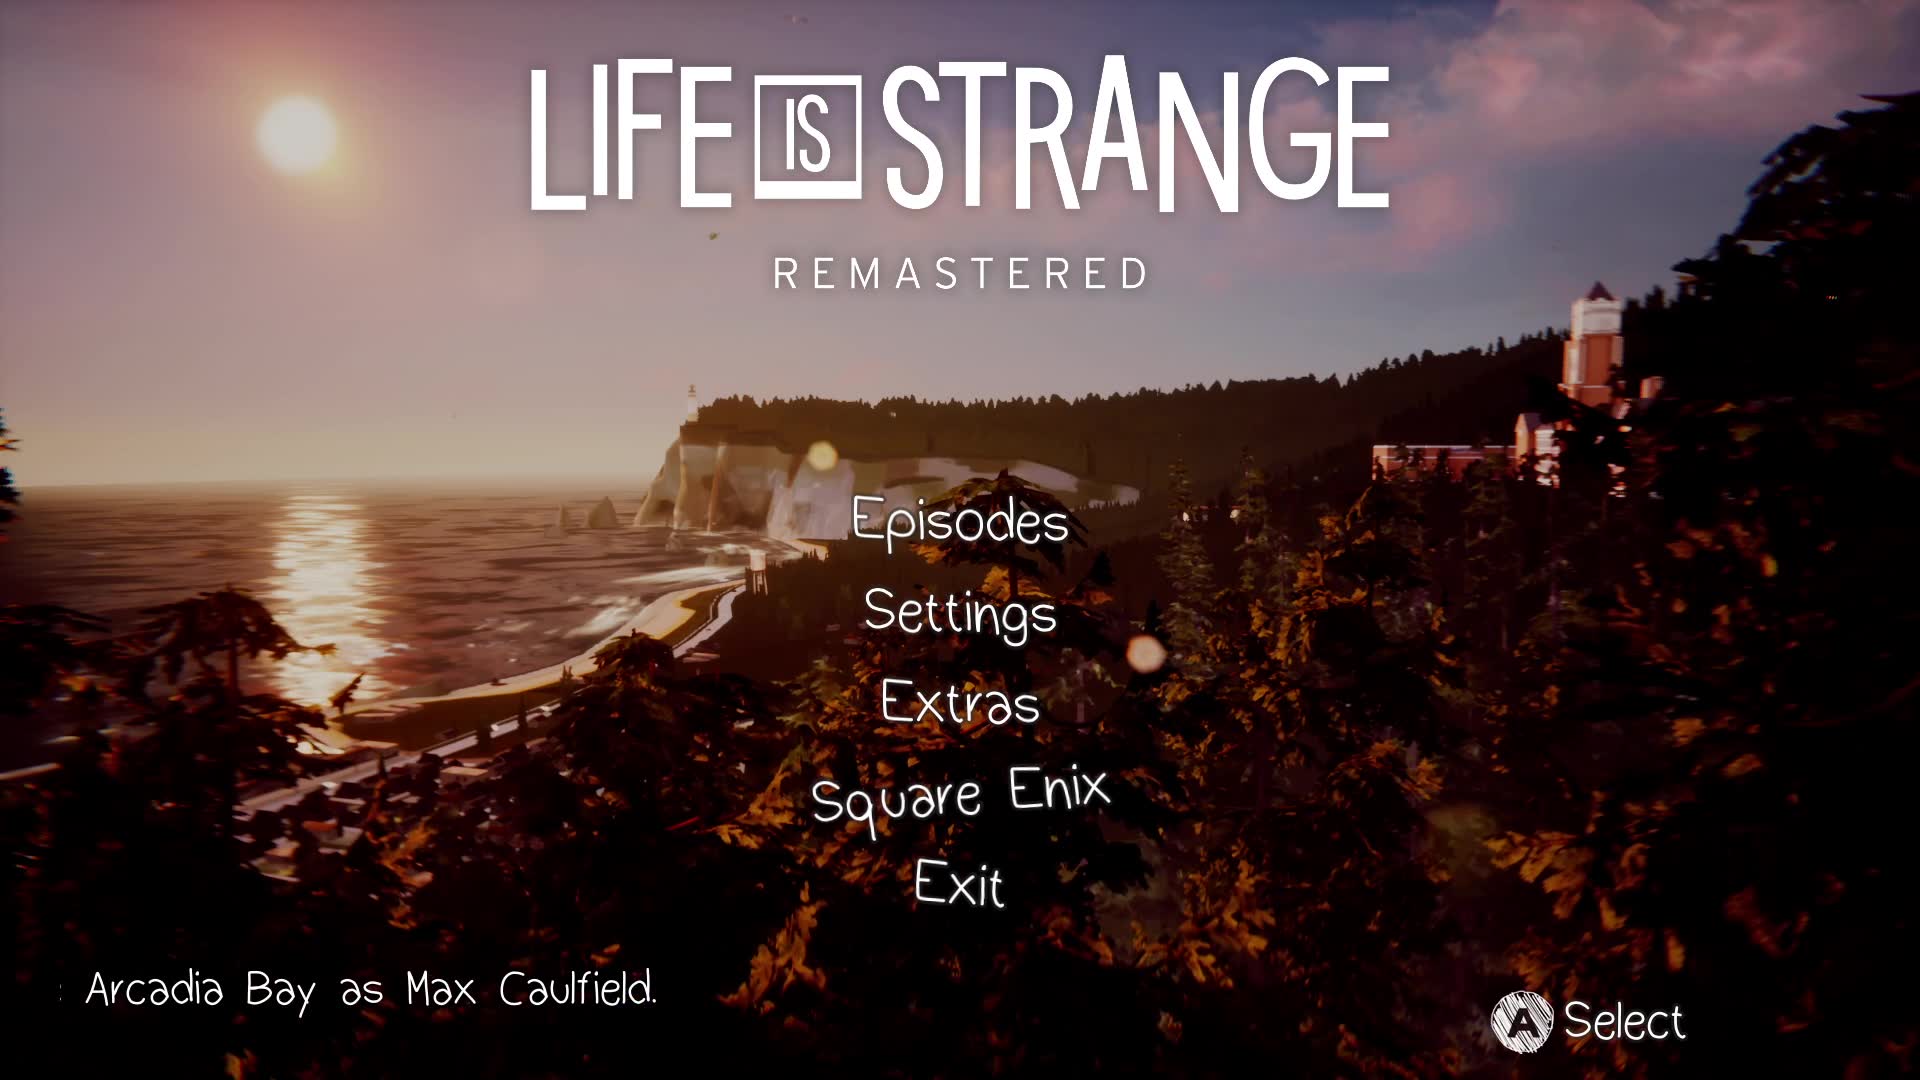 LIFE IS STRANGE
REMASTERED
Episodes
Settings
Extras
Square Enix
Exit
Arcadia Bay as Max Caulfield.
A Select